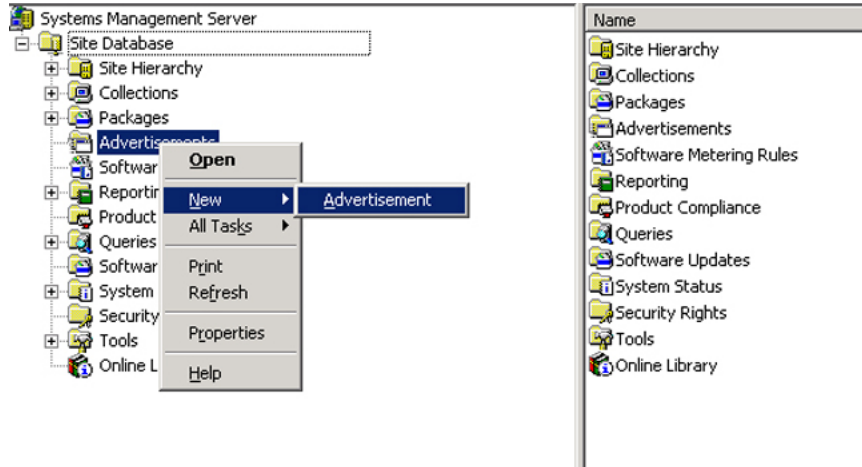 Systems Management Server
Site Database
Site Hierarchy
Collections
Packages
Advertisements
Softwar
Reportin
Product
Queries
Softwar
System
Security
Tools
Online L
Open
New
All Tasks
Print
Refresh
Properties
Help
Advertisement
Name
Site Hierarchy
Collections
Packages
Advertisements
Software Metering Rules
Reporting
Product Compliance
Queries
Software Updates
System Status
Security Rights
Tools
Online Library